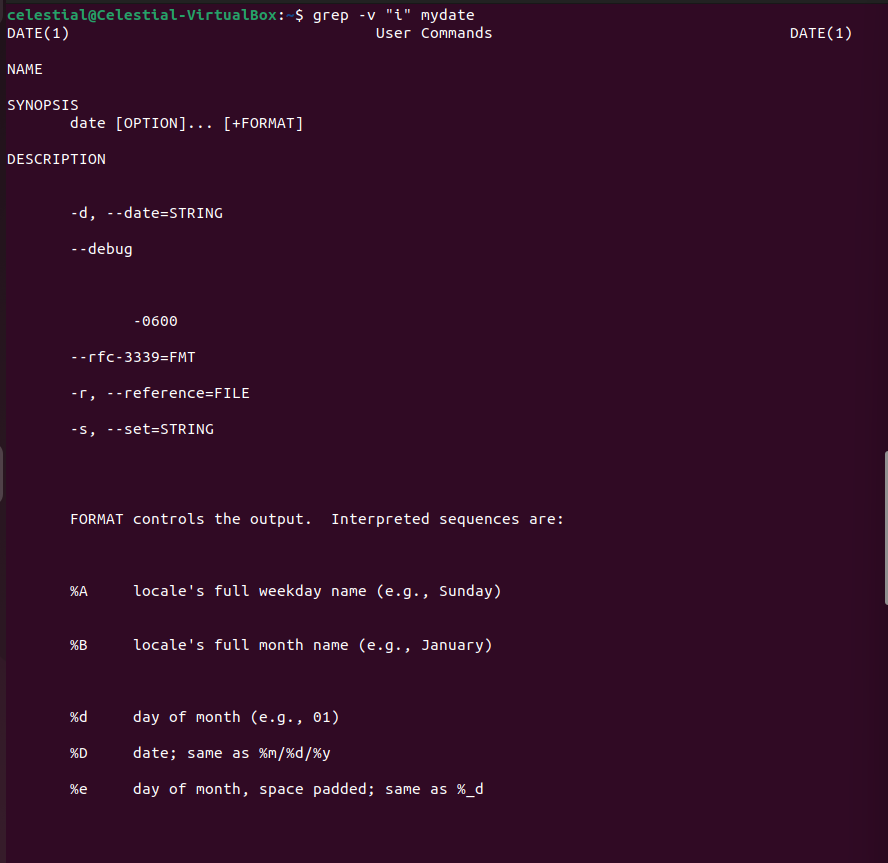 celestial@Celestial-VirtualBox:~$ grep -v "i" mydate
DATE(1) User Commands DATE(1)
NAME
SYNOPSIS
date [OPTION]... [+FORMAT]
DESCRIPTION
-d, --date=STRING
--debug
-0600
--rfc-3339=FMT
-r, --reference=FILE
-s, --set=STRING
FORMAT controls the output.  Interpreted sequences are:
%A locale's full weekday name (e.g., Sunday)
%B locale's full month name (e.g., January)
%d day of month (e.g., 01)
%D date; same as %m/%d/%y
%e day of month, space padded; same as %_d